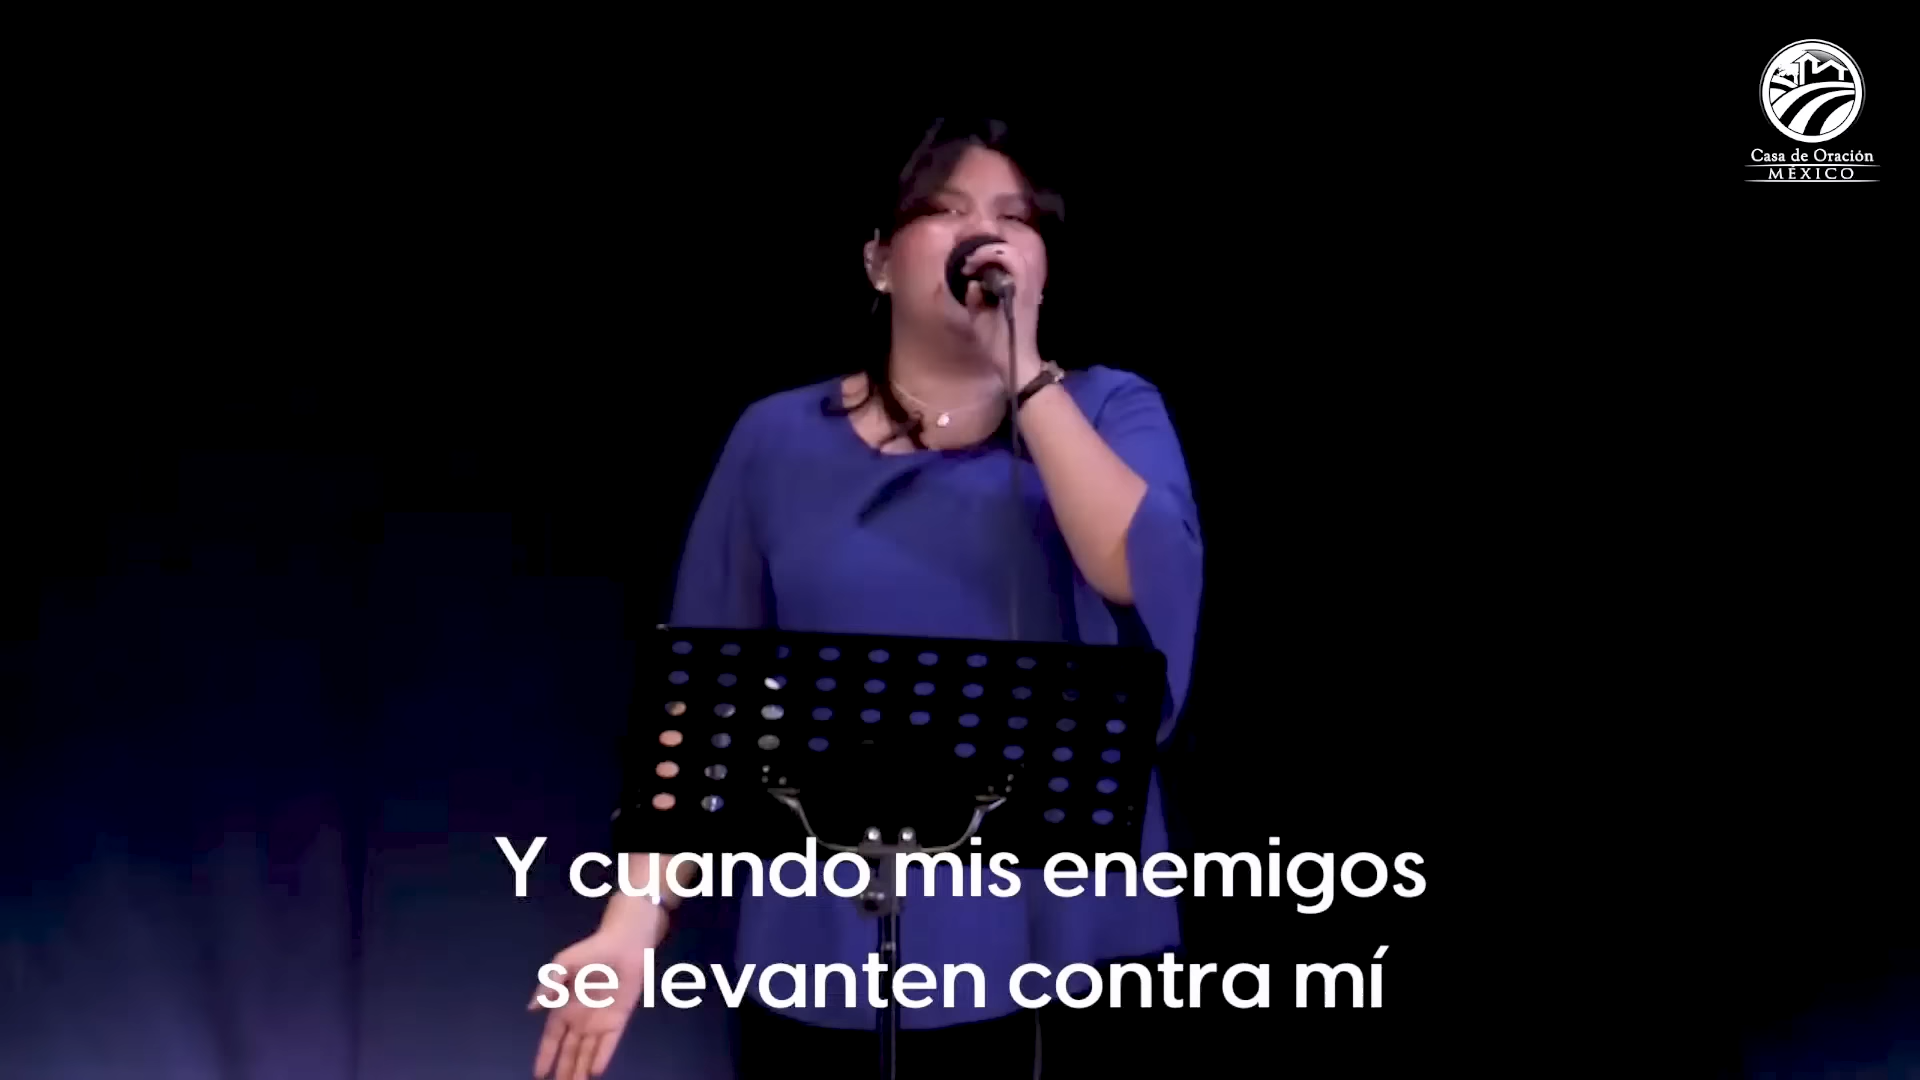 Casa de Oración
MÉXICO
Y cuando mis enemigos
se levanten contra mí